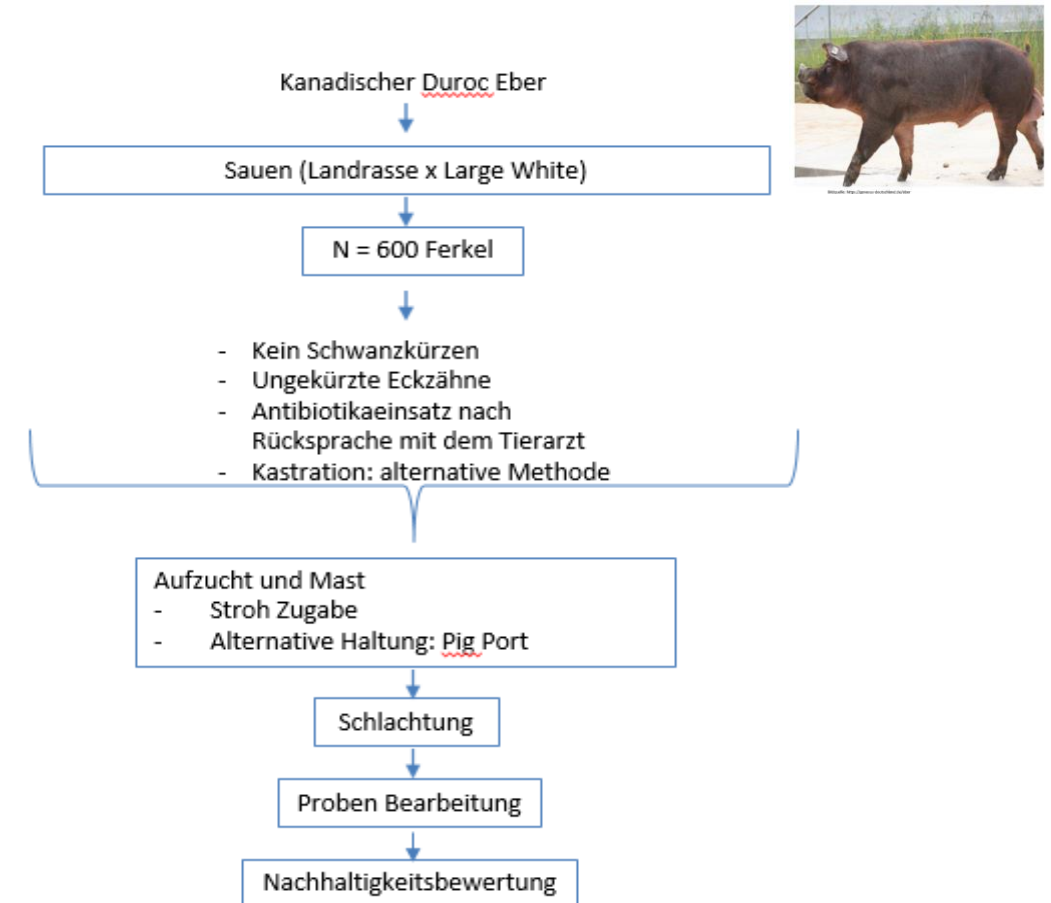 Kanadischer Duroc Eber
Sauen (Landrasse x Large White)
N = 600 Ferkel
- Kein Schwanzkürzen
- Ungekürzte Eckzähne
- Antibiotikaeinsatz nach
Rücksprache mit dem Tierarzt
- Kastration: alternative Methode
Aufzucht und Mast
- Stroh Zugabe
- Alternative Haltung: Pig Port
Schlachtung
Proben Bearbeitung
Nachhaltigkeitsbewertung